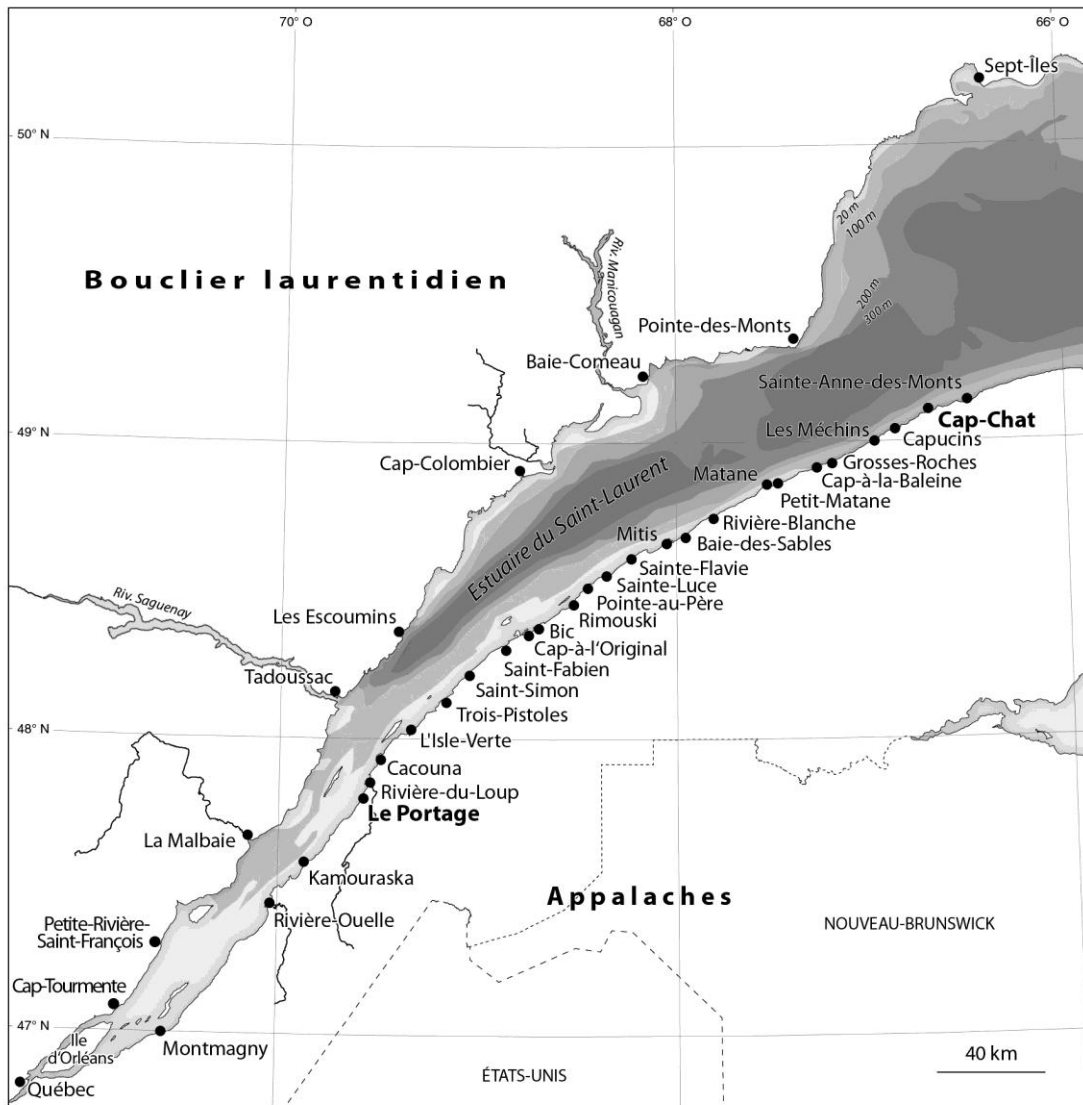 70° O
68° O
66° O
Sept-Îles
50° N
20 m
100 m
Bouclier laurentidien
Riv. Manicouagan
200 m
300 m
Pointe-des-Monts
Baie-Comeau
Sainte-Anne-des-Monts
Cap-Chat
49° N
Les Méchins
Capucins
Cap-Colombier
Grosses-Roches
Matane
Cap-à-la-Baleine
Petit-Matane
Estuaire du Saint-Laurent
Rivière-Blanche
Mitis
Baie-des-Sables
Sainte-Flavie
Sainte-Luce
Riv. Saguenay
Pointe-au-Père
Les Escoumins
Rimouski
Bic
Cap-à-l'Original
Saint-Fabien
Tadoussac
Saint-Simon
Trois-Pistoles
48° N
L'Isle-Verte
Cacouna
Rivière-du-Loup
Le Portage
La Malbaie
Kamouraska
Appalaches
Rivière-Ouelle
NOUVEAU-BRUNSWICK
Petite-Rivière-
Saint-François
Cap-Tourmente
47° N
Ile
d'Orléans
Montmagny
40 km
ÉTATS-UNIS
Québec